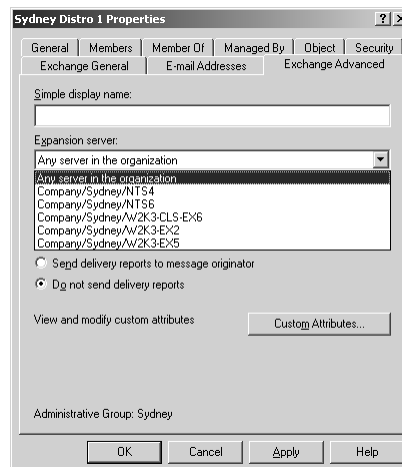 Sydney Distro 1 Properties
General Members Member Of Managed By Object Security
Exchange General E-mail Addresses Exchange Advanced
Simple display name:
Expansion server:
Any server in the organization
Any server in the organization
Company/Sydney/NTS4
Company/Sydney/NTS6
Company/Sydney/W2K3-CLS-EX6
Company/Sydney/W2K3-EX2
Company/Sydney/W2K3-EX5
Send delivery reports to message originator
Do not send delivery reports
View and modify custom attributes Custom Attributes...
Administrative Group: Sydney
OK Cancel Apply Help